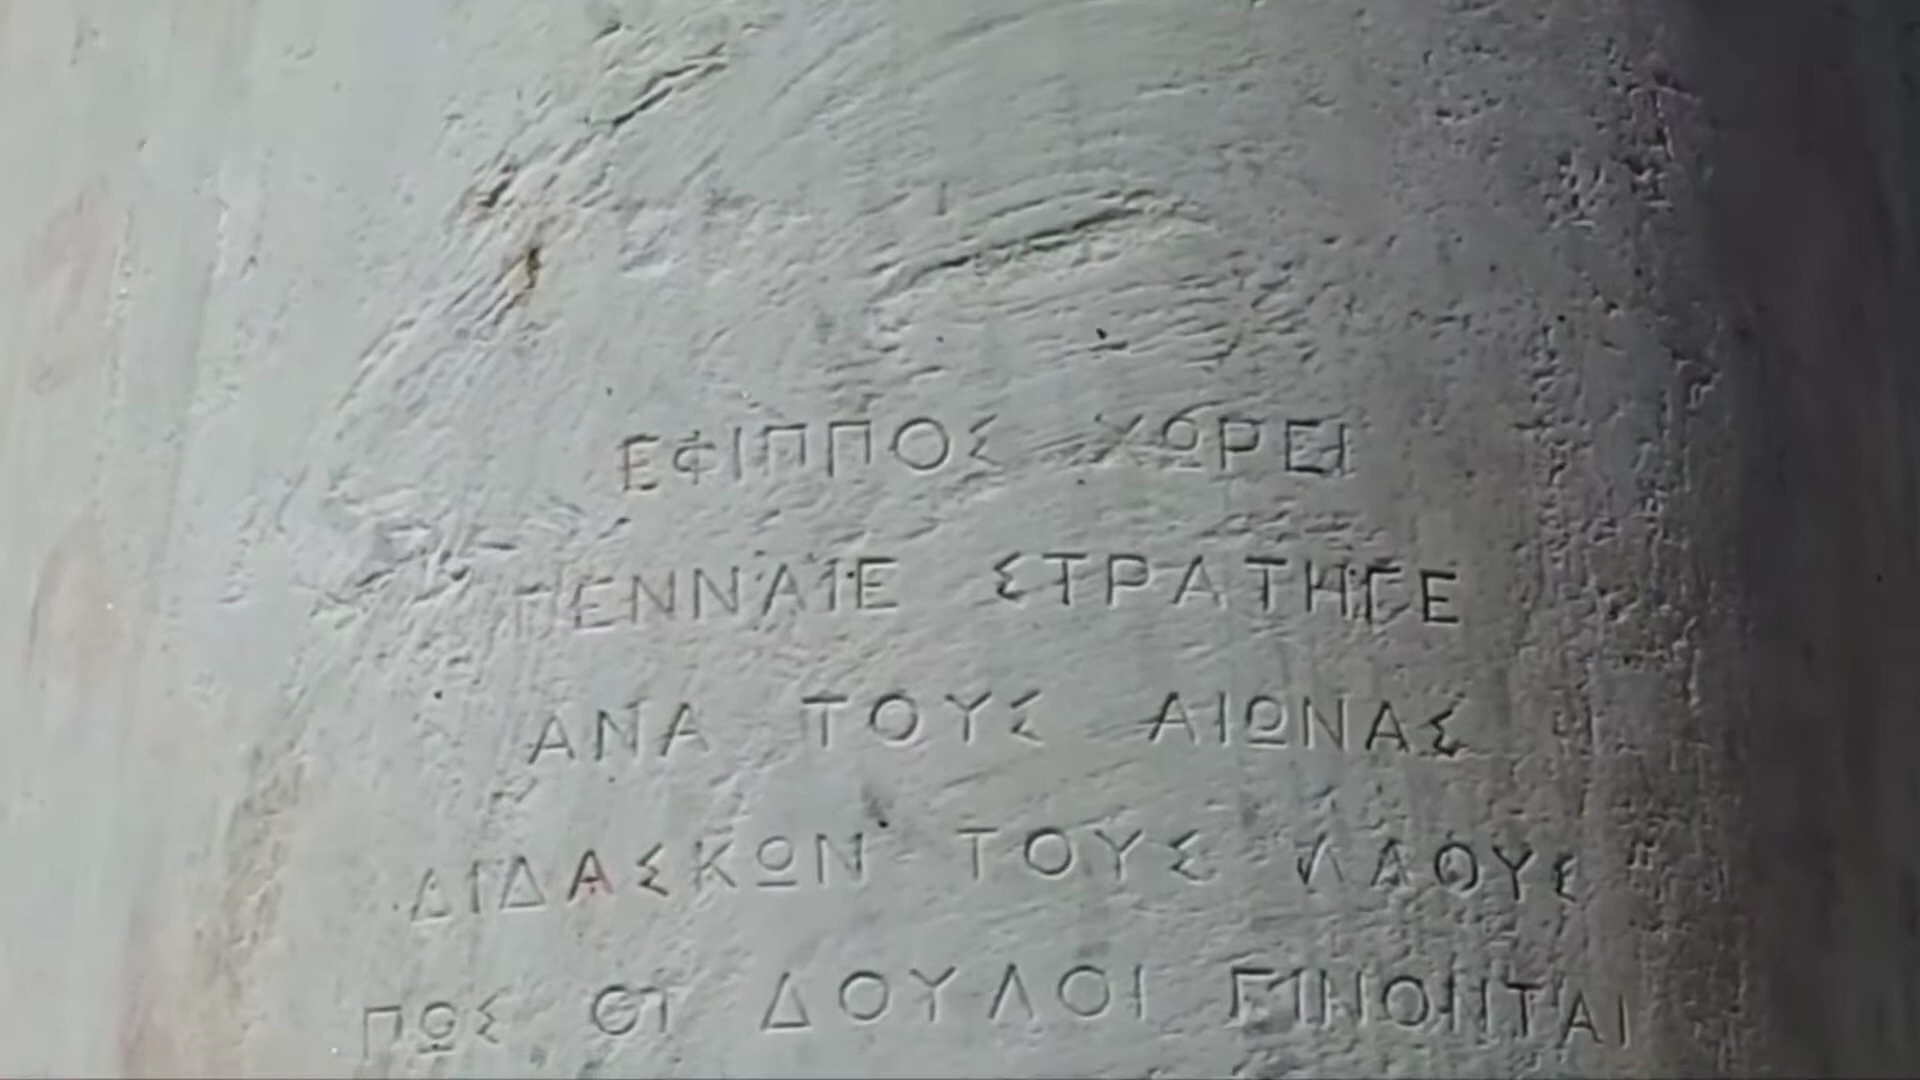 ΕΦΙΠΠΟΣ ΧΩΡΕΙ
ΓΕΝΝΑΙΕ ΣΤΡΑΤΗΓΕ
ΑΝΑ ΤΟΥΣ ΑΙΩΝΑΣ
ΔΙΔΑΣΚΩΝ ΤΟΥΣ ΛΑΟΥΣ
ΠΩΣ ΟΙ ΔΟΥΛΟΙ ΓΙΝΟΝΤΑΙ